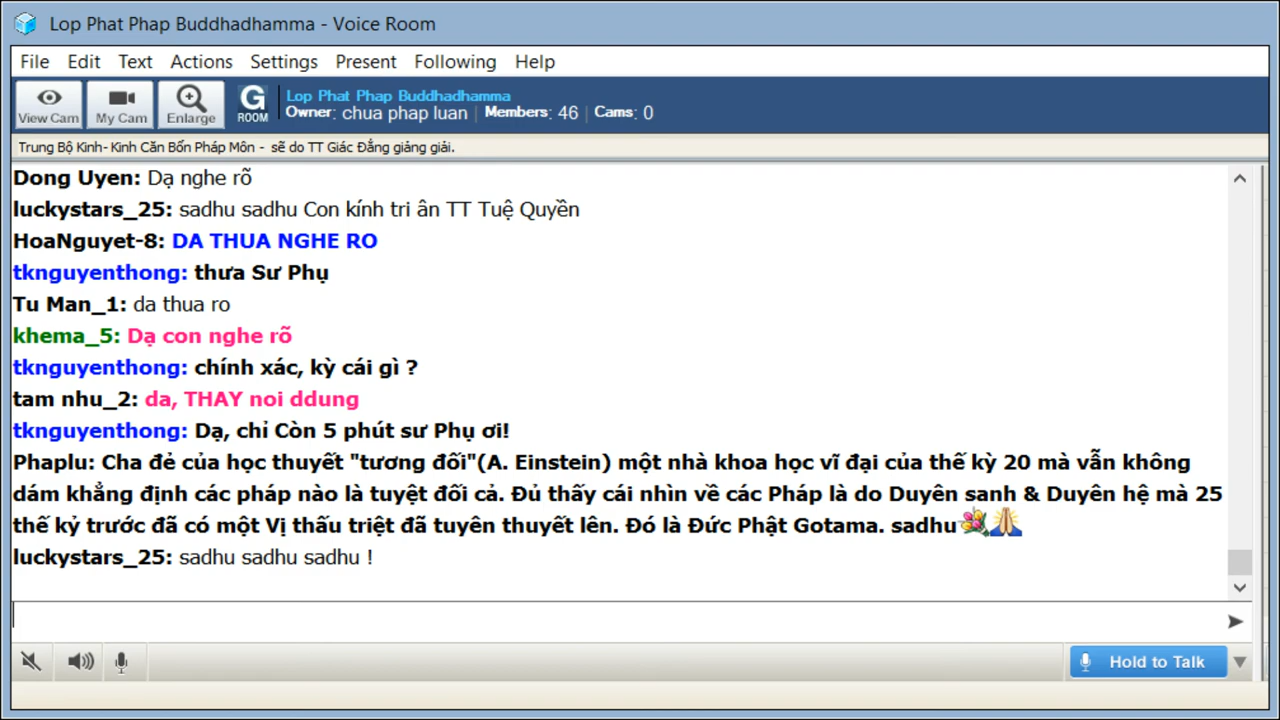 Lop Phat Phap Buddhadhamma - Voice Room
File Edit Text Actions Settings Present Following Help
View Cam My Cam Enlarge G ROOM Lop Phat Phap Buddhadhamma
Owner: chua phap luan | Members: 46 | Cams: 0
Trung Bộ Kinh- Kinh Căn Bổn Pháp Môn - sẽ do TT Giác Đẳng giảng giải.
Dong Uyen: Dạ nghe rõ
luckystars_25: sadhu sadhu Con kính tri ân TT Tuệ Quyền
HoaNguyet-8: DA THUA NGHE RO
tknguyenthong: thưa Sư Phụ
Tu Man_1: da thua ro
khema_5: Dạ con nghe rõ
tknguyenthong: chính xác, kỳ cái gì ?
tam nhu_2: da, THAY noi ddung
tknguyenthong: Dạ, chỉ Còn 5 phút sư Phụ ơi!
Phaplu: Cha đẻ của học thuyết "tương đối"(A. Einstein) một nhà khoa học vĩ đại của thế kỳ 20 mà vẫn không
dám khẳng định các pháp nào là tuyệt đối cả. Đủ thấy cái nhìn về các Pháp là do Duyên sanh & Duyên hệ mà 25
thế kỷ trước đã có một Vị thấu triệt đã tuyên thuyết lên. Đó là Đức Phật Gotama. sadhu
luckystars_25: sadhu sadhu sadhu !
Hold to Talk